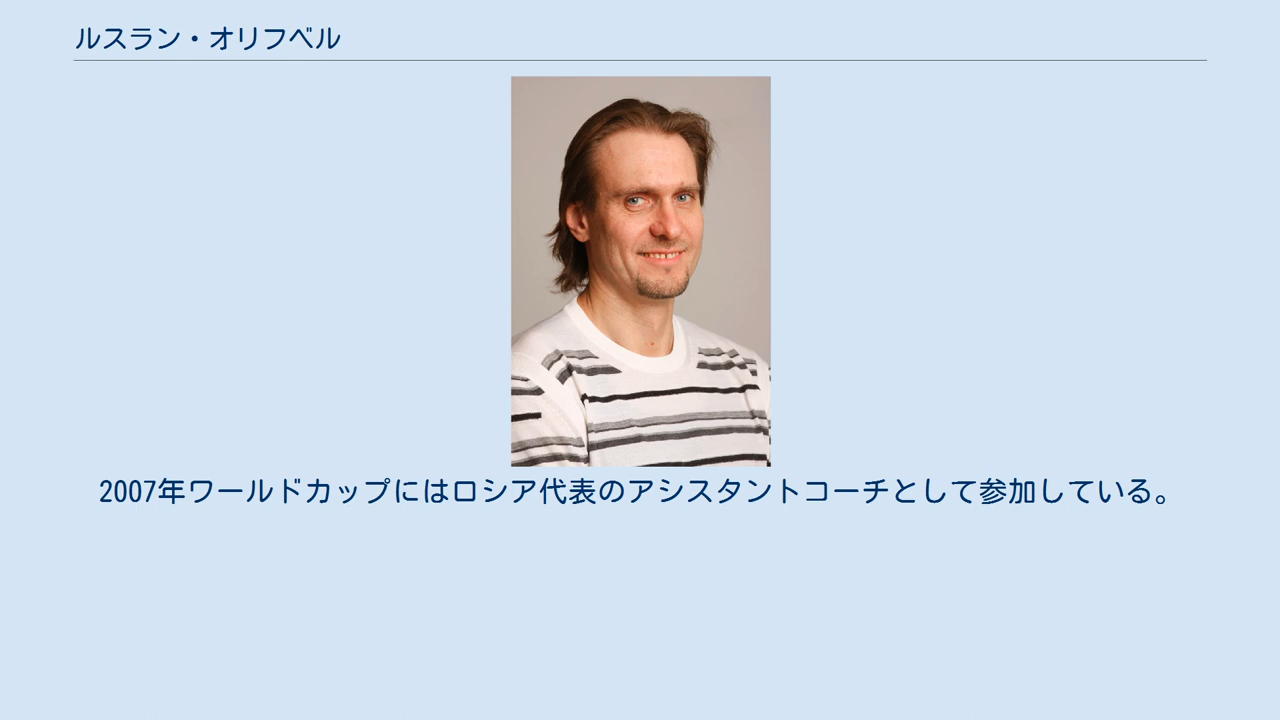 ルスラン・オリフベル
2007年ワールドカップにはロシア代表のアシスタントコーチとして参加している。